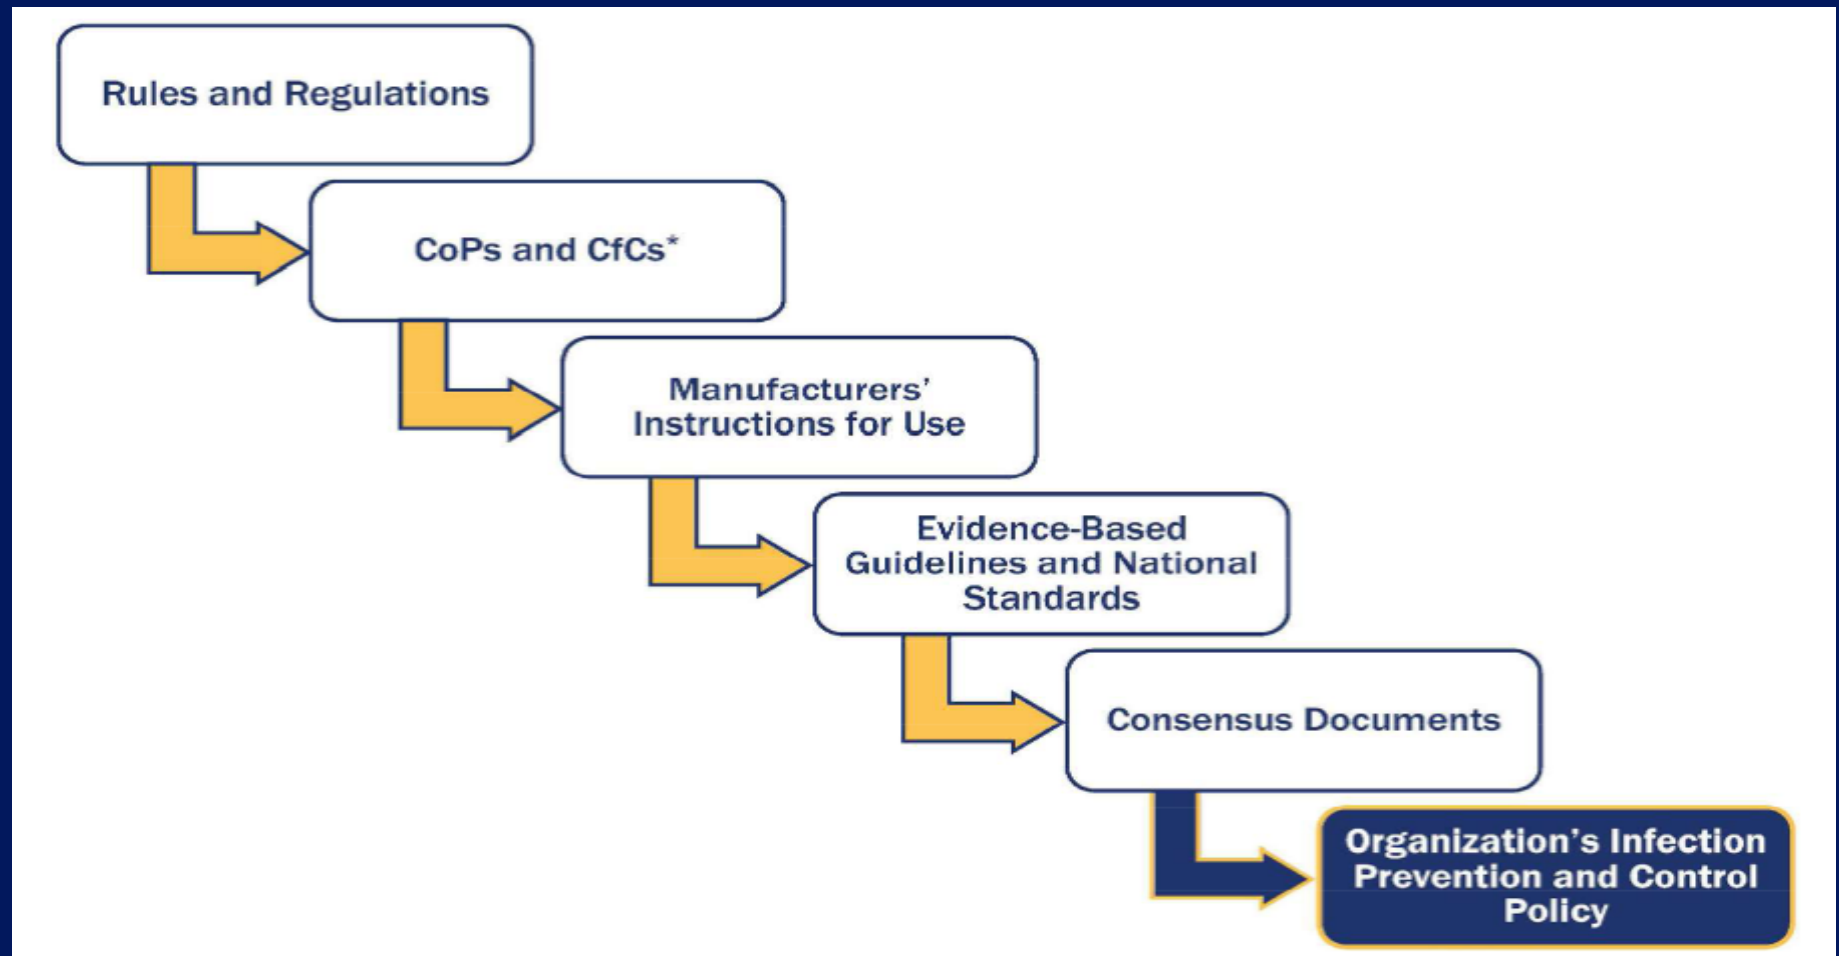 Rules and Regulations
CoPs and CfCs*
Manufacturers’
Instructions for Use
Evidence-Based
Guidelines and National
Standards
Consensus Documents
Organization’s Infection
Prevention and Control
Policy